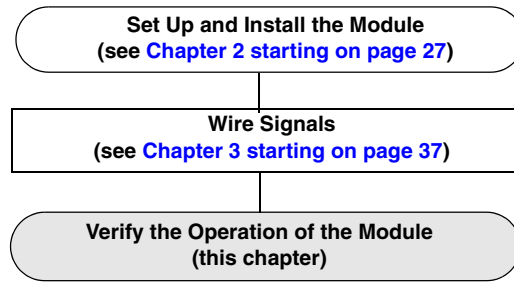 Set Up and Install the Module
(see Chapter 2 starting on page 27)
Wire Signals
(see Chapter 3 starting on page 37)
Verify the Operation of the Module
(this chapter)